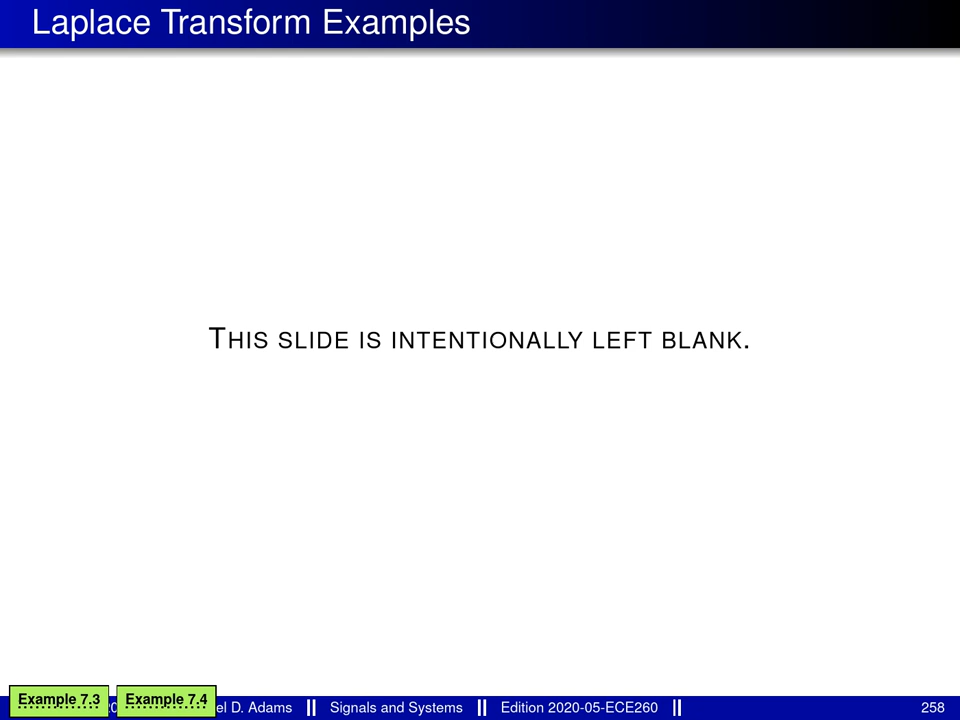 Laplace Transform Examples
THIS SLIDE IS INTENTIONALLY LEFT BLANK.
Example 7.3 Example 7.4 D. Adams Signals and Systems Edition 2020-05-ECE260 258